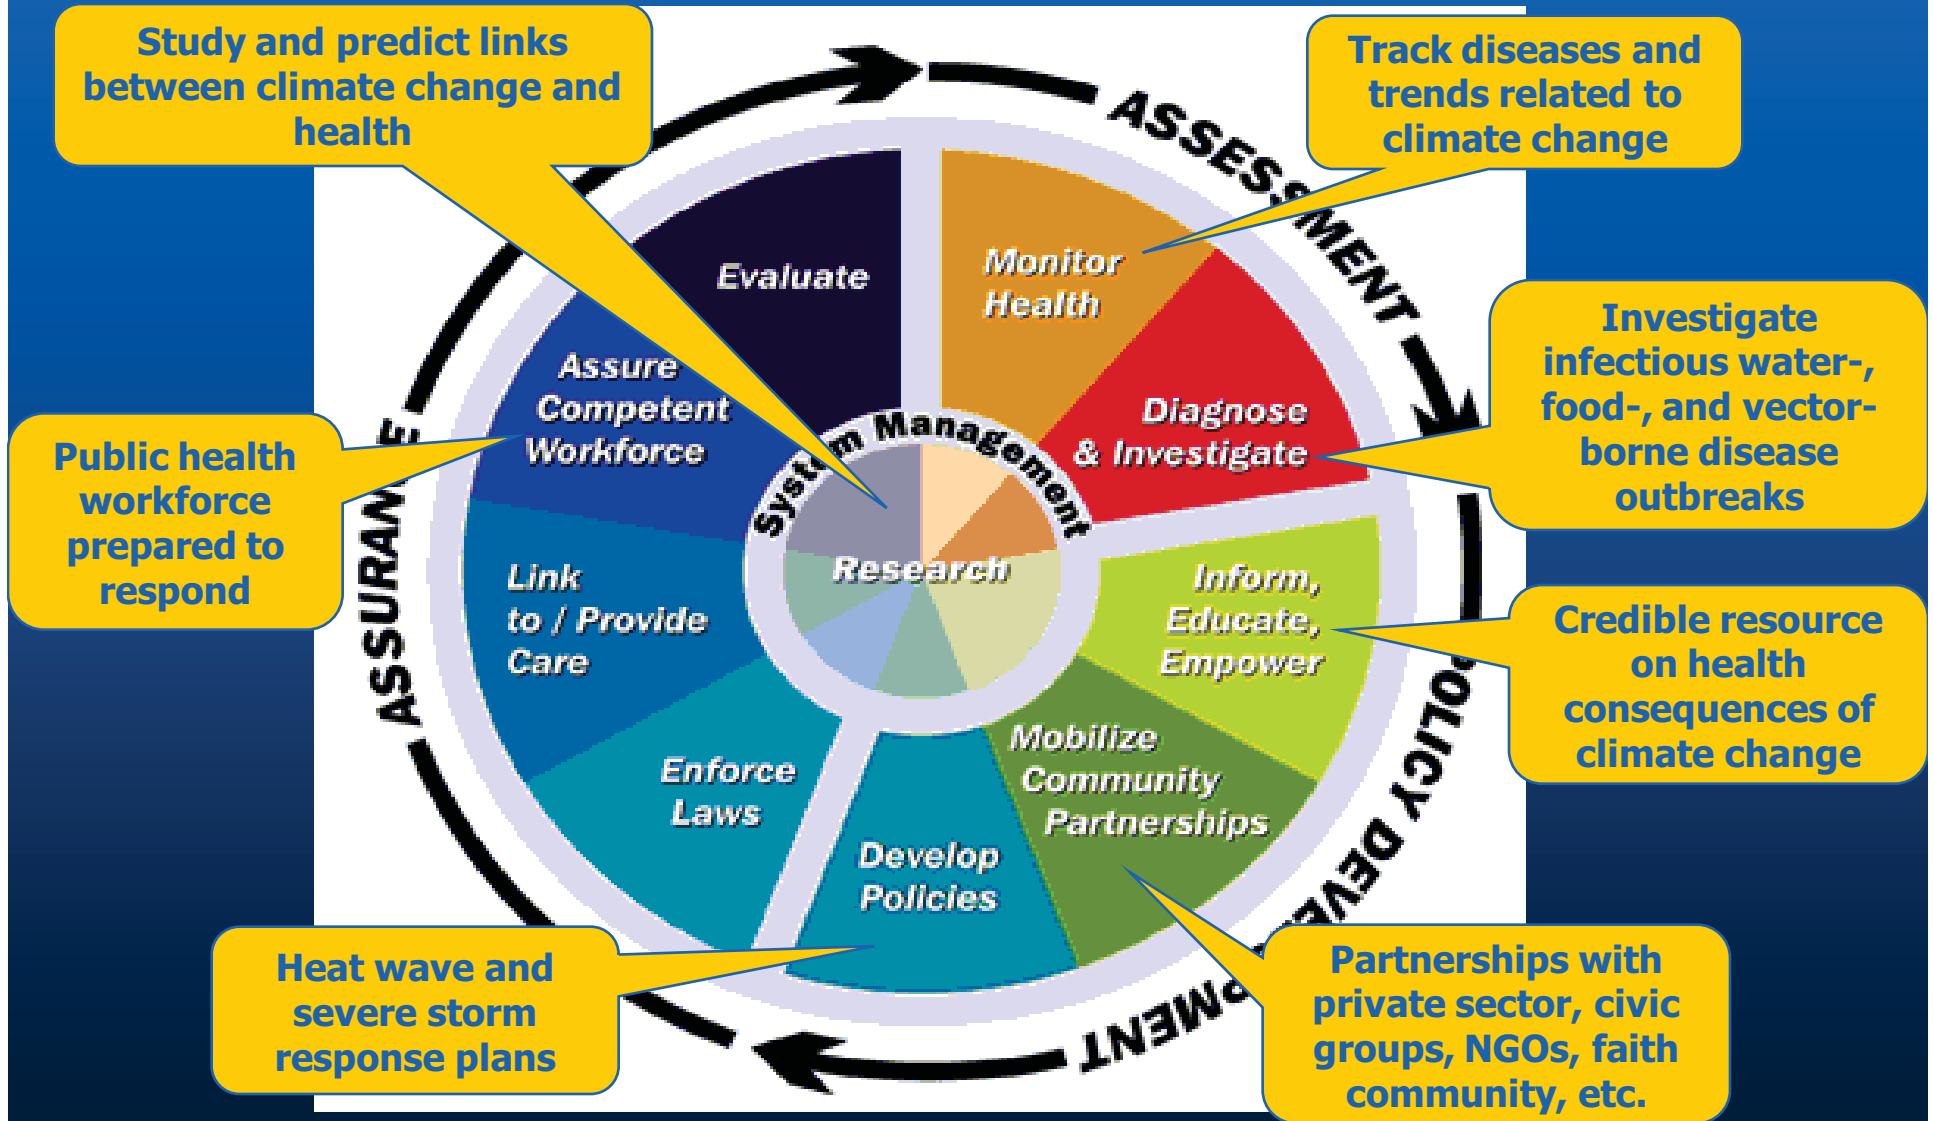 Study and predict links
between climate change and
health
Track diseases and
trends related to
climate change
ASSESSMENT
Evaluate
Monitor
Health
Investigate
infectious water-,
food-, and vector-
borne disease
outbreaks
Assure
Competent
Workforce
Diagnose
& Investigate
System Management
Public health
workforce
prepared to
respond
ASSURANCE
Research
Link
to / Provide
Care
Inform,
Educate,
Empower
Credible resource
on health
consequences of
climate change
Enforce
Laws
Mobilize
Community
Partnerships
Develop
Policies
POLICY
Heat wave and
severe storm
response plans
Partnerships with
private sector, civic
groups, NGOs, faith
community, etc.